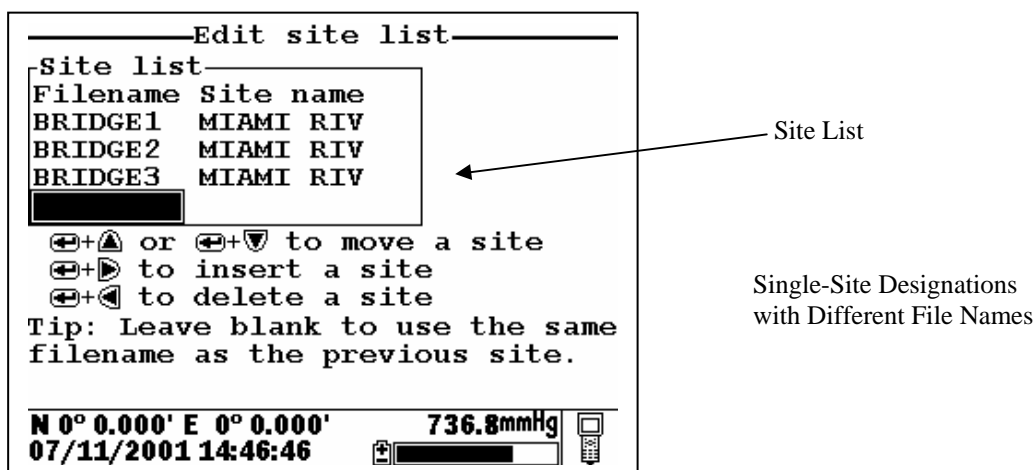 Edit site list
Site list
Filename Site name
BRIDGE1 MIAMI RIV
BRIDGE2 MIAMI RIV
BRIDGE3 MIAMI RIV
+ or + to move a site
+ to insert a site
+ to delete a site
Tip: Leave blank to use the same
filename as the previous site.
N 0° 0.000' E 0° 0.000' 736.8mmHg
07/11/2001 14:46:46
Site List
Single-Site Designations
with Different File Names